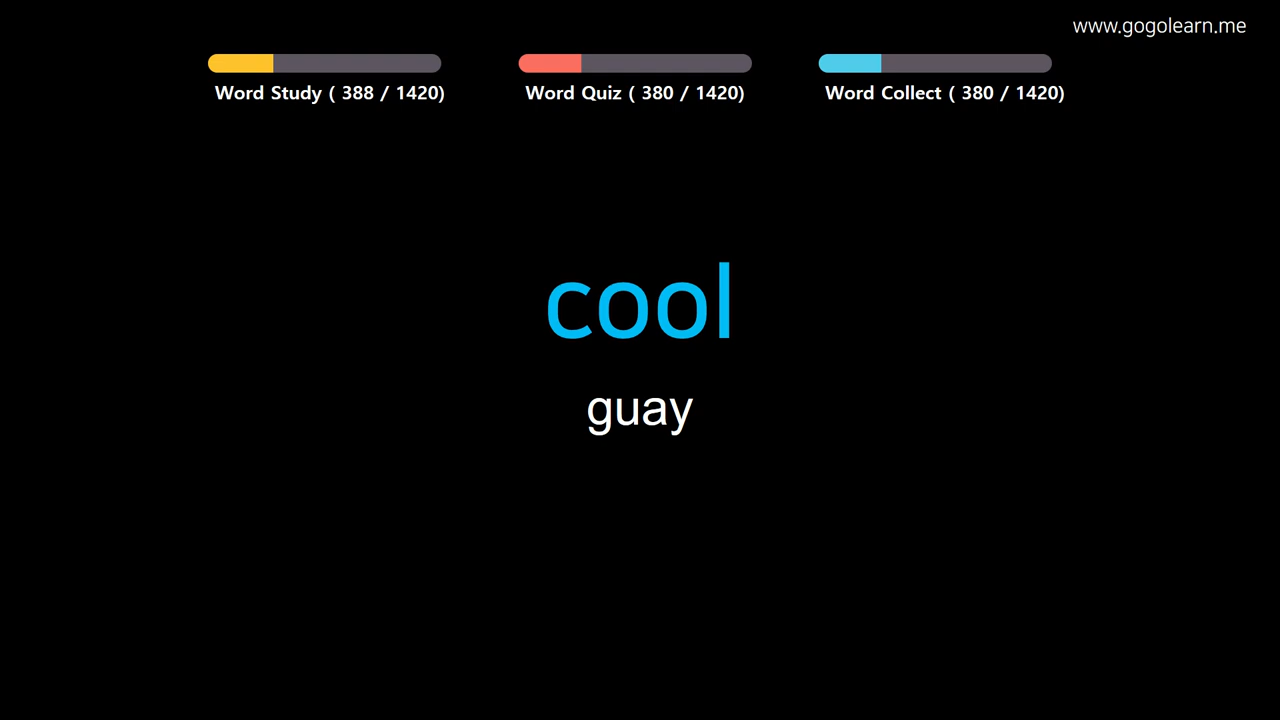 www.gogolearn.me
Word Study ( 388 / 1420)
Word Quiz ( 380 / 1420)
Word Collect ( 380 / 1420)
cool
guay